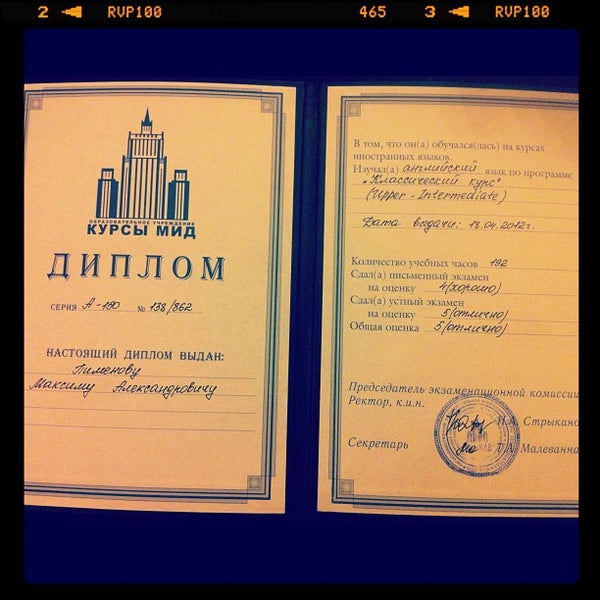 2 RVP100 465 3 RVP100
ОБРАЗОВАТЕЛЬНОЕ УЧРЕЖДЕНИЕ
КУРСЫ МИД
ДИПЛОМ
СЕРИЯ А-190 № 138/862
НАСТОЯЩИЙ ДИПЛОМ ВЫДАН:
Пименову
Максиму Александровичу
В том, что он(а) обучался(лась) на курсах
иностранных языков.
Изучал(а) английский язык по программе
„Классический курс"
(Upper - Intermediate)
Дата выдачи: 18.04.2012г.
Количество учебных часов 192
Сдал(а) письменный экзамен
на оценку 4(хорошо)
Сдал(а) устный экзамен
на оценку 5(отлично)
Общая оценка 5(отлично)
Председатель экзаменационной комиссии
Ректор, к.и.н. Стрыкано
Секретарь Малеванна